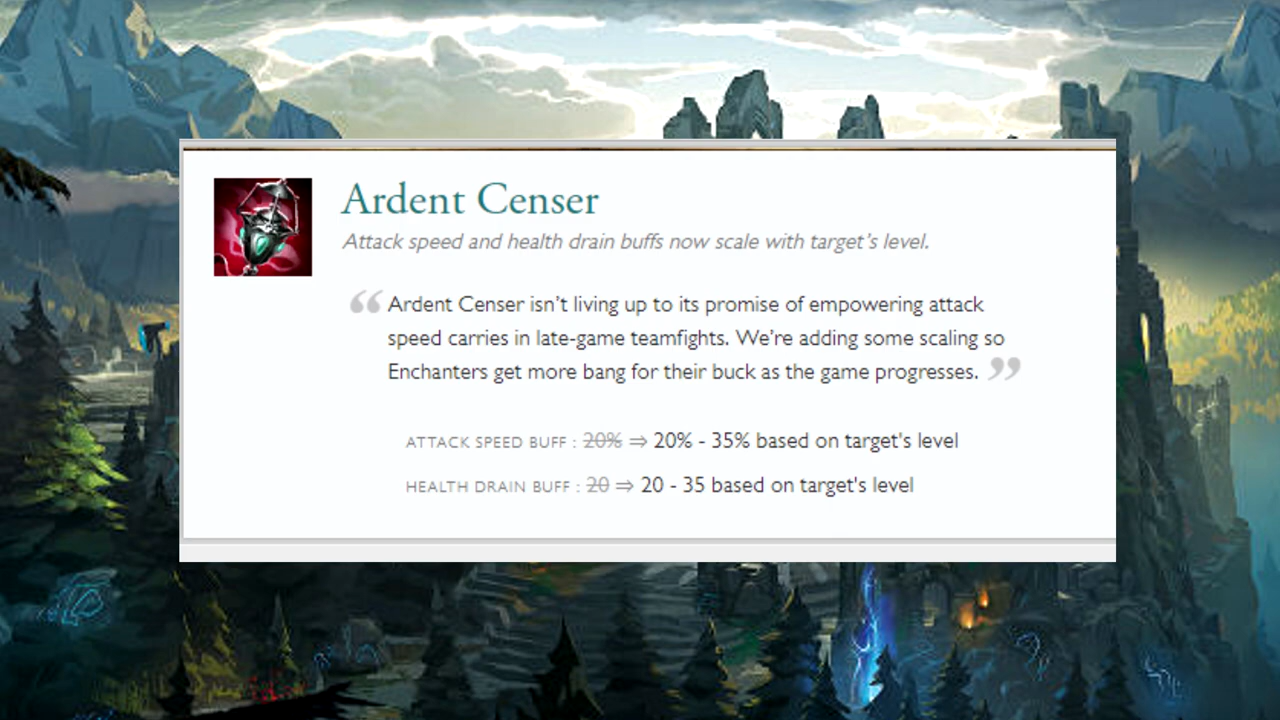 Ardent Censer
Attack speed and health drain buffs now scale with target's level.
“Ardent Censer isn't living up to its promise of empowering attack
speed carries in late-game teamfights. We're adding some scaling so
Enchanters get more bang for their buck as the game progresses.”
ATTACK SPEED BUFF : 20% ⇒ 20% - 35% based on target's level
HEALTH DRAIN BUFF : 20 ⇒ 20 - 35 based on target's level